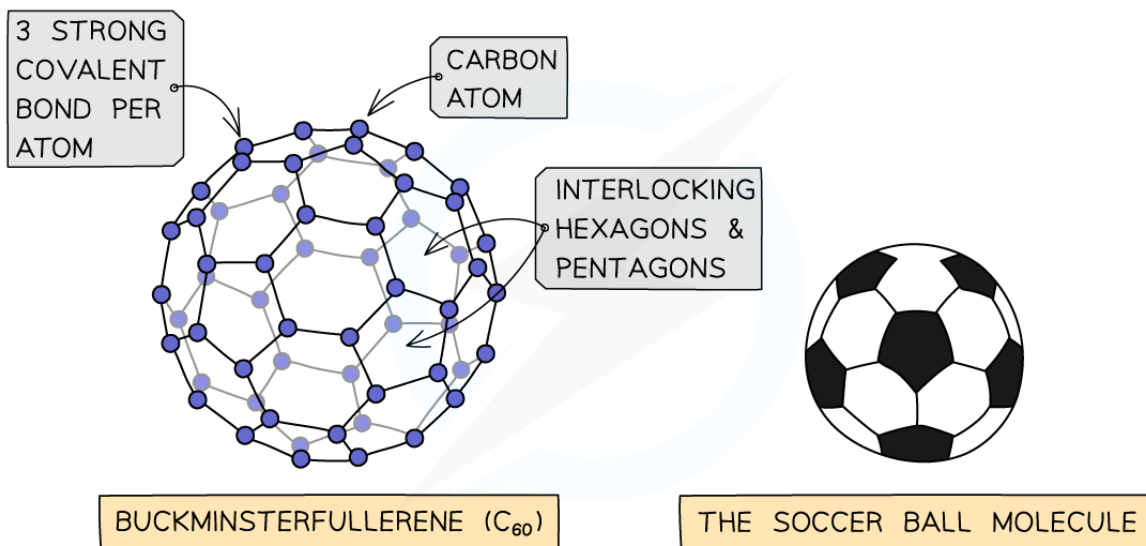 3 STRONG
COVALENT
BOND PER
ATOM
CARBON
ATOM
INTERLOCKING
HEXAGONS &
PENTAGONS
BUCKMINSTERFULLERENE (C₆₀)
THE SOCCER BALL MOLECULE